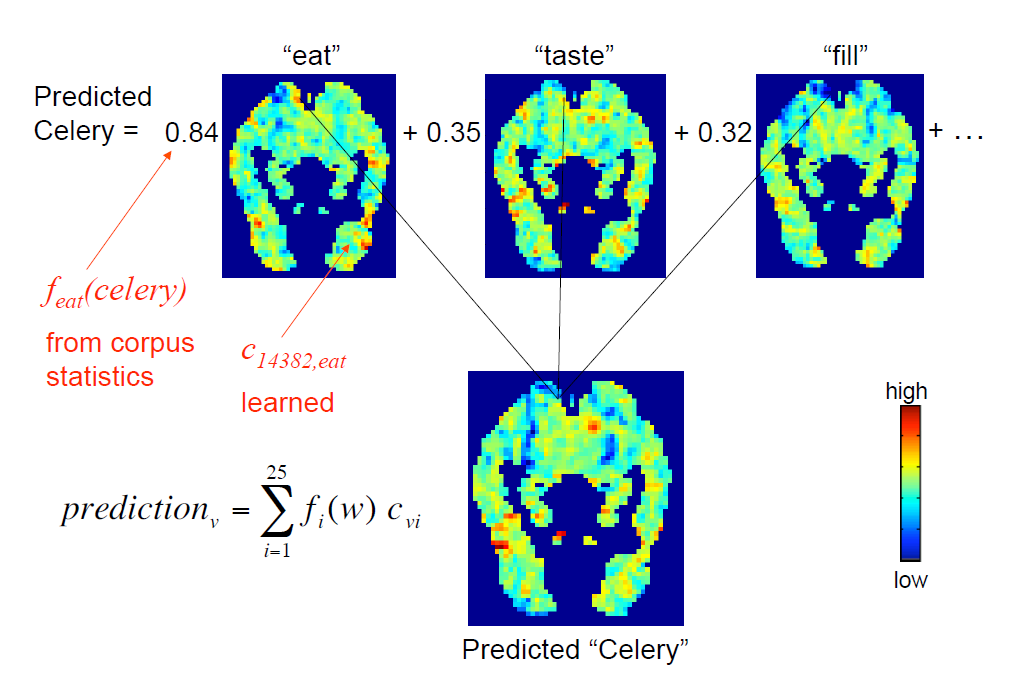 “eat” “taste” “fill”
Predicted
Celery = 0.84 + 0.35 + 0.32 + …
f_eat(celery)
from corpus
statistics
c_14382,eat
learned
high
low
prediction_v = ∑_{i=1}^{25} f_i(w) c_vi
Predicted “Celery”